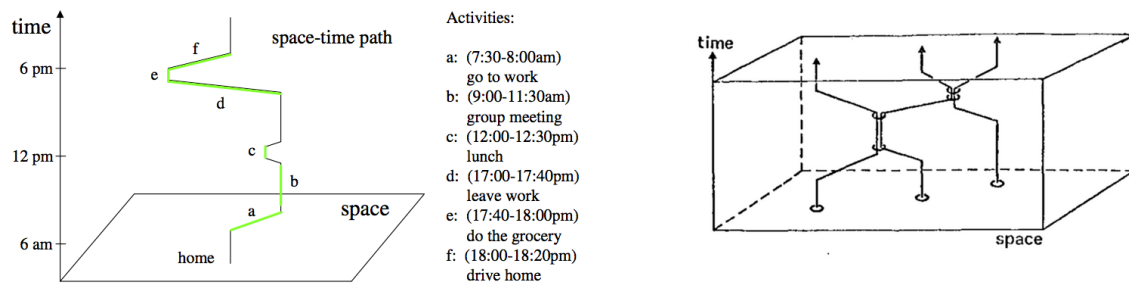 time
space-time path
f
6 pm
e
d
c
12 pm
b
space
a
6 am
home
Activities:
a: (7:30-8:00am)
go to work
b: (9:00-11:30am)
group meeting
c: (12:00-12:30pm)
lunch
d: (17:00-17:40pm)
leave work
e: (17:40-18:00pm)
do the grocery
f: (18:00-18:20pm)
drive home
time
space